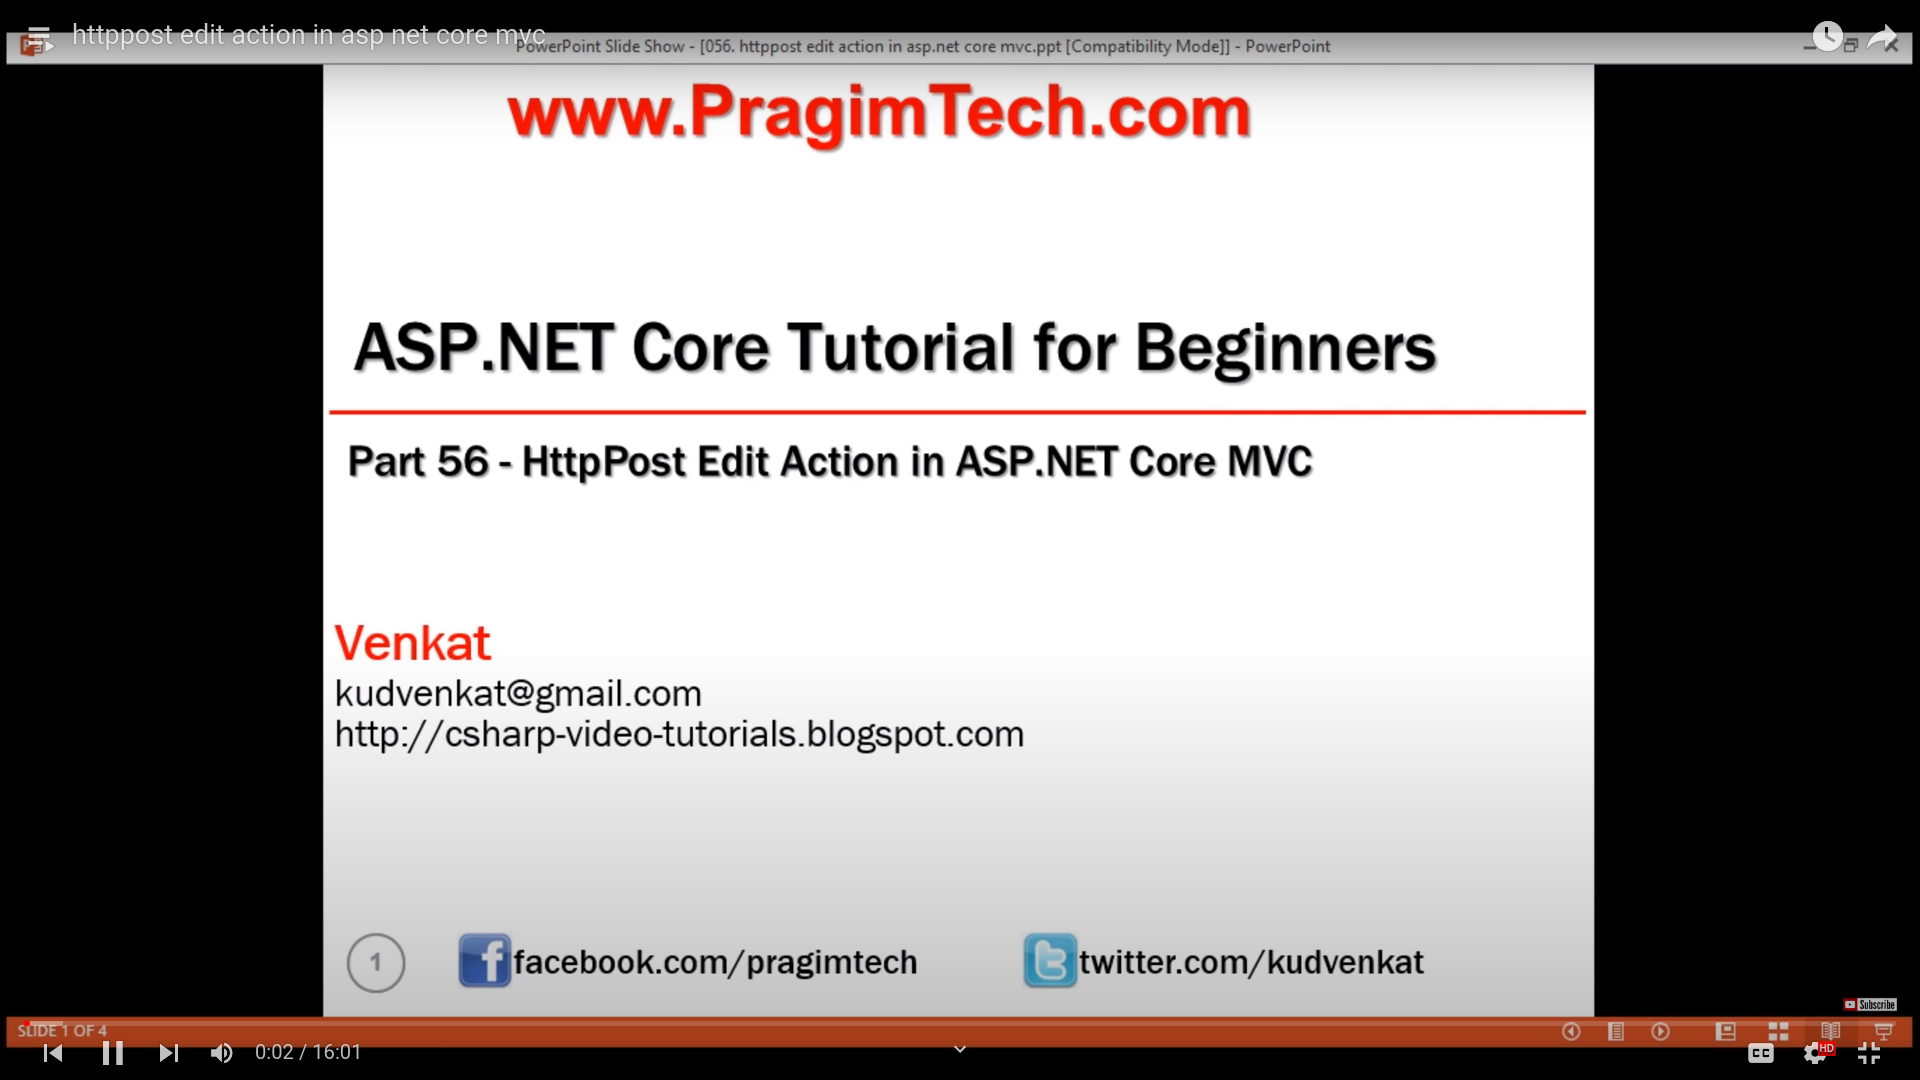 httppost edit action in asp net core mvc
PowerPoint Slide Show - [056. httppost edit action in asp.net core mvc.ppt [Compatibility Mode]] - PowerPoint
www.PragimTech.com
ASP.NET Core Tutorial for Beginners
Part 56 - HttpPost Edit Action in ASP.NET Core MVC
Venkat
kudvenkat@gmail.com
http://csharp-video-tutorials.blogspot.com
1
facebook.com/pragimtech
twitter.com/kudvenkat
Subscribe
SLIDE 1 OF 4
0:02 / 16:01
CC
HD